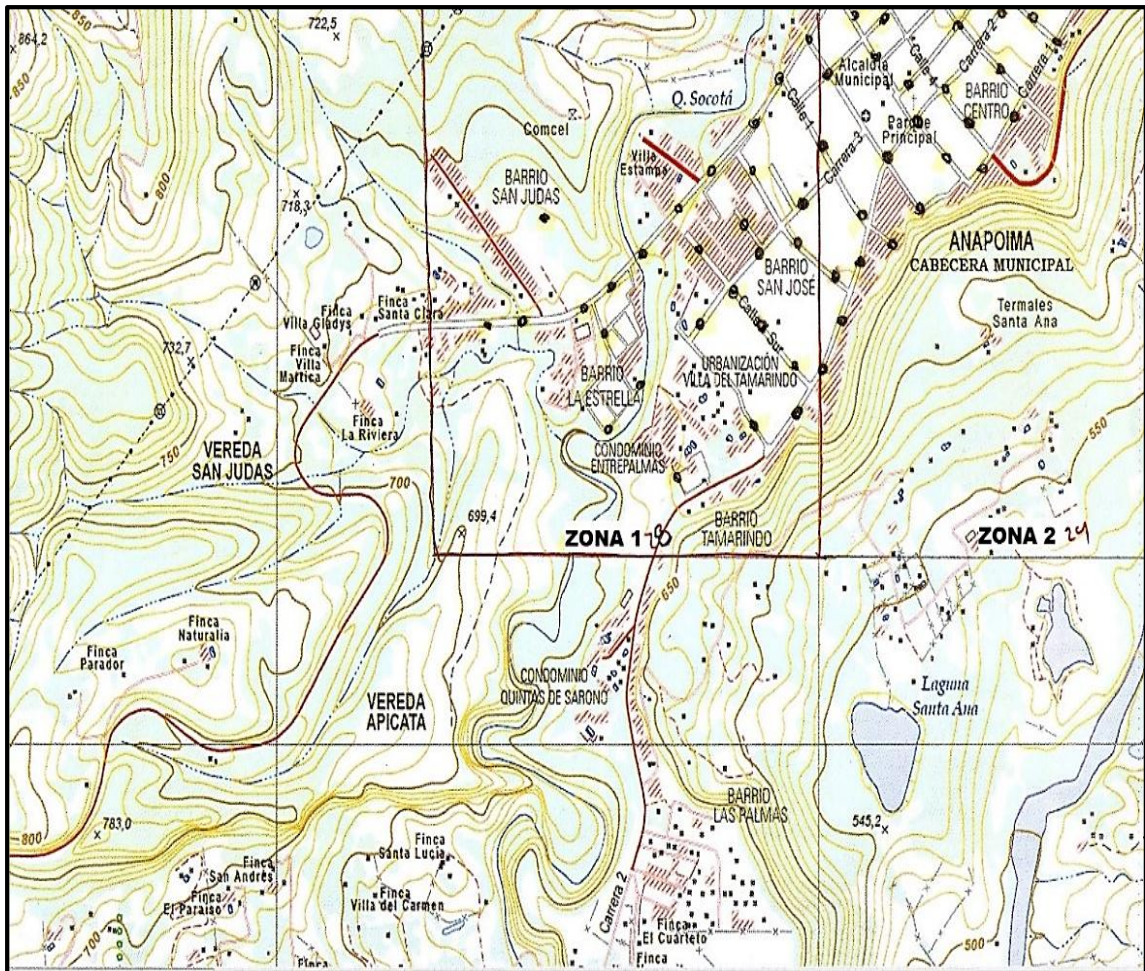 850
722,5
864,2
850
Q. Socotá
Comcel
Villa
Estampa
Calle 1
Carrera 3
Alcaldía
Municipal
Calle 4
Carrera 2
Carrera 1
BARRIO
CENTRO
Parque
Principal
800
BARRIO
SAN JUDAS
718,3
ANAPOIMA
CABECERA MUNICIPAL
BARRIO
SAN JOSÉ
Finca
Santa Clara
Finca
Villa Gladys
Calle 1 Sur
Termales
Santa Ana
732,7
Finca
Villa
Martica
BARRIO
LA ESTRELLA
URBANIZACIÓN
VILLA DEL TAMARINDO
Finca
La Riviera
VEREDA
SAN JUDAS
750
CONDOMINIO
ENTREPALMAS
550
700
699,4
ZONA 1
BARRIO
TAMARINDO
ZONA 2 24
650
Finca
Naturalia
Finca
Parador
CONDOMINIO
QUINTAS DE SARONO
VEREDA
APICATA
Laguna
Santa Ana
BARRIO
LAS PALMAS
545,2
800
783,0
Finca
Santa Lucía
Finca
San Andrés
Finca
El Paraiso
Finca
Villa del Carmen
Carrera 2
Finca
El Cuartelo
Finca
700
500
Finca